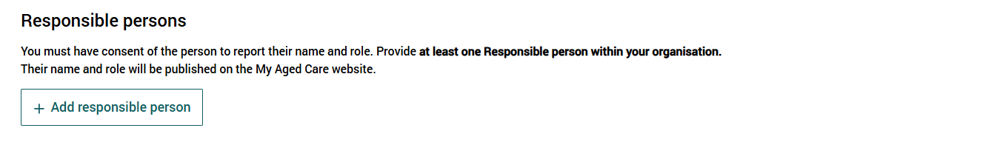 Responsible persons
You must have consent of the person to report their name and role. Provide at least one Responsible person within your organisation.
Their name and role will be published on the My Aged Care website.
+ Add responsible person